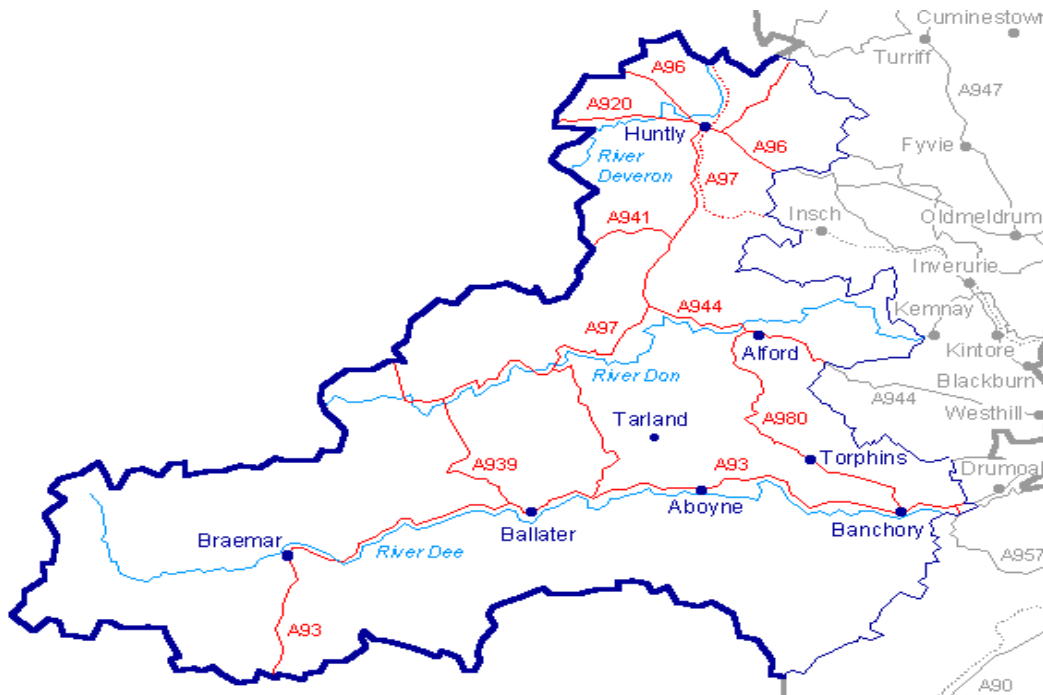 Cuminestown
Turriff
A96
A947
A920
Huntly
Fyvie
A96
River
Deveron
A97
A941
Insch
Oldmeldrum
Inverurie
A944
Kemnay
A97
Alford
Kintore
River Don
Blackburn
A944
Tarland
A980
Westhill
Torphins
A939
A93
Drumoak
Aboyne
Ballater
Banchory
Braemar
River Dee
A957
A93
A90